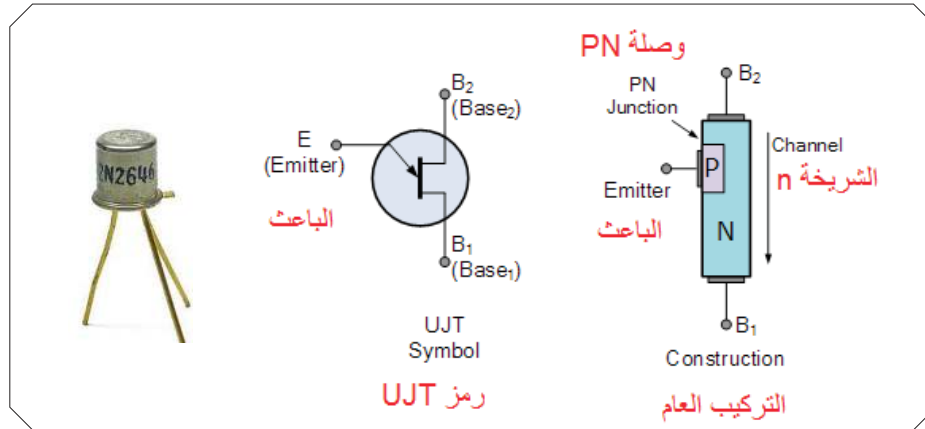 2N2646
E
(Emitter)
الباعث
B₂
(Base₂)
B₁
(Base₁)
UJT
Symbol
رمز UJT
وصلة PN
PN
Junction
B₂
Emitter
الباعث
P
N
Channel
الشريخة n
B₁
Construction
التركيب العام